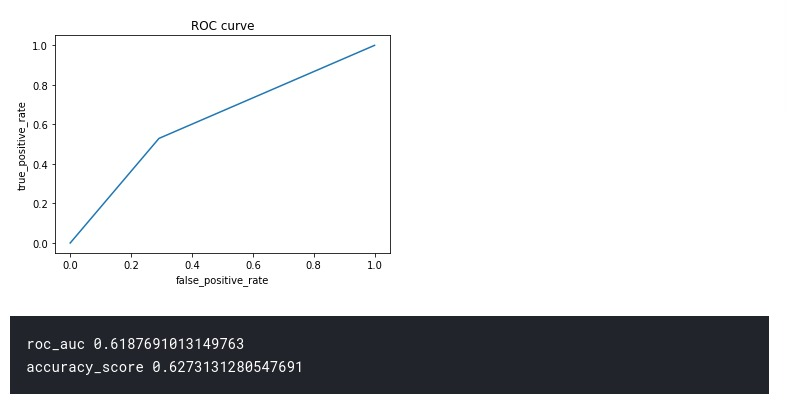 ROC curve
1.0
0.8
0.6
0.4
0.2
0.0
true_positive_rate
0.0 0.2 0.4 0.6 0.8 1.0
false_positive_rate
roc_auc 0.6187691013149763
accuracy_score 0.6273131280547691